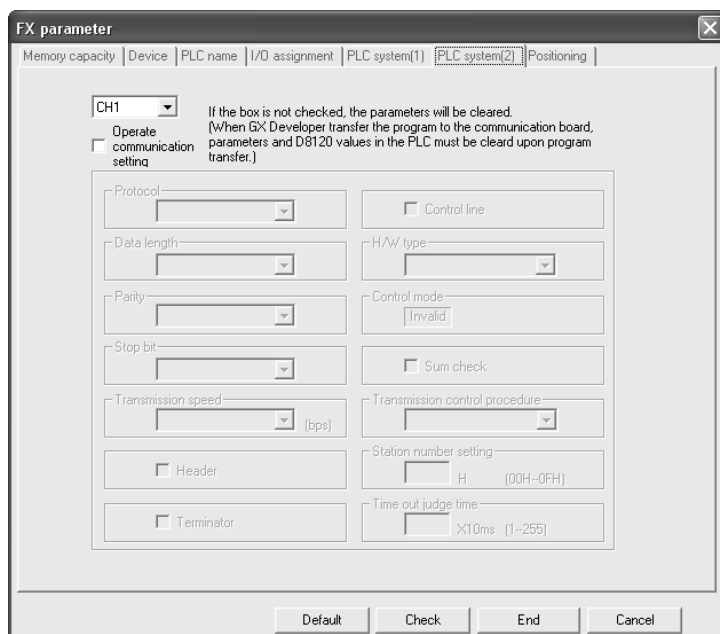 FX parameter
Memory capacity Device PLC name I/O assignment PLC system(1) PLC system(2) Positioning
CH1
If the box is not checked, the parameters will be cleared.
(When GX Developer transfer the program to the communication board,
parameters and D8120 values in the PLC must be cleard upon program
transfer.)
Operate
communication
setting
Protocol
Control line
Data length
H/W type
Parity
Control mode
Invalid
Stop bit
Sum check
Transmission speed
(bps)
Transmission control procedure
Header
Station number setting
H (00H--0FH)
Terminator
Time out judge time
X10ms (1--255)
Default Check End Cancel